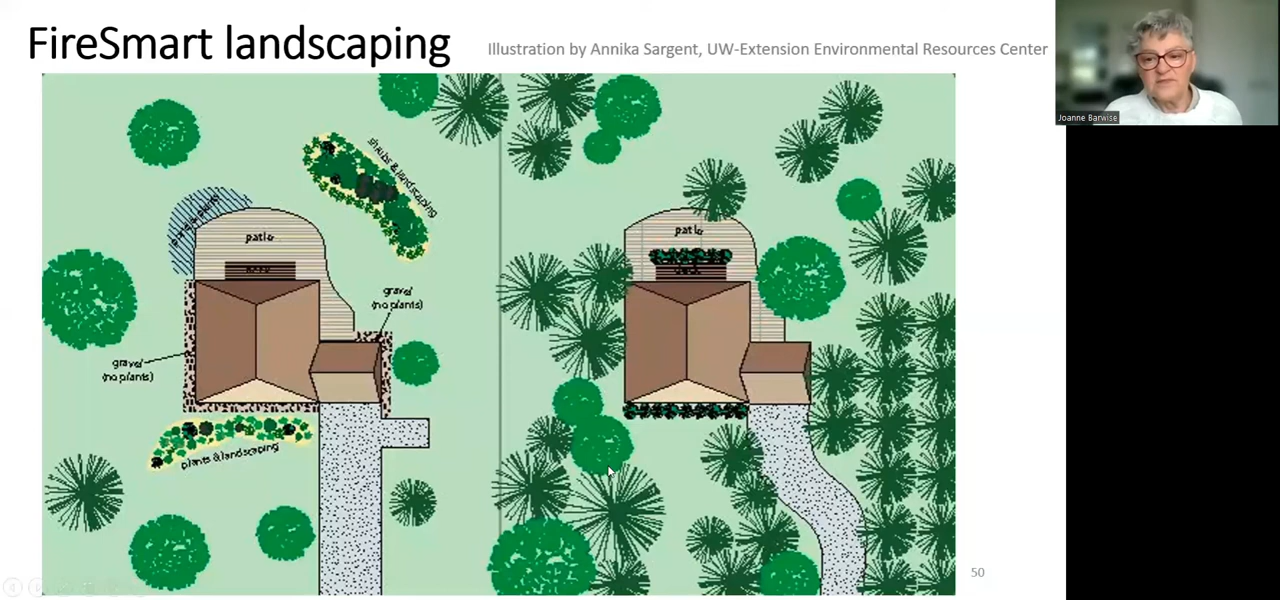 FireSmart landscaping
Illustration by Annika Sargent, UW-Extension Environmental Resources Center
Joanne Barwise
shrubs & landscaping
patio
patio
deck
gravel
(no plants)
gravel
(no plants)
plants & landscaping
50